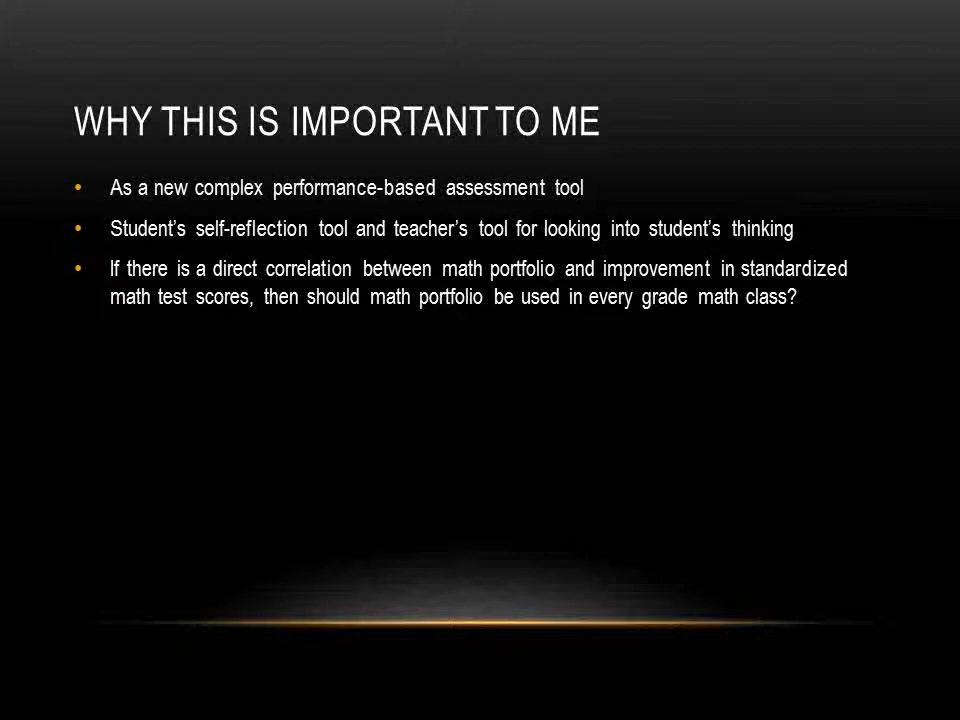 WHY THIS IS IMPORTANT TO ME
• As a new complex performance-based assessment tool
• Student’s self-reflection tool and teacher’s tool for looking into student’s thinking
• If there is a direct correlation between math portfolio and improvement in standardized
math test scores, then should math portfolio be used in every grade math class?